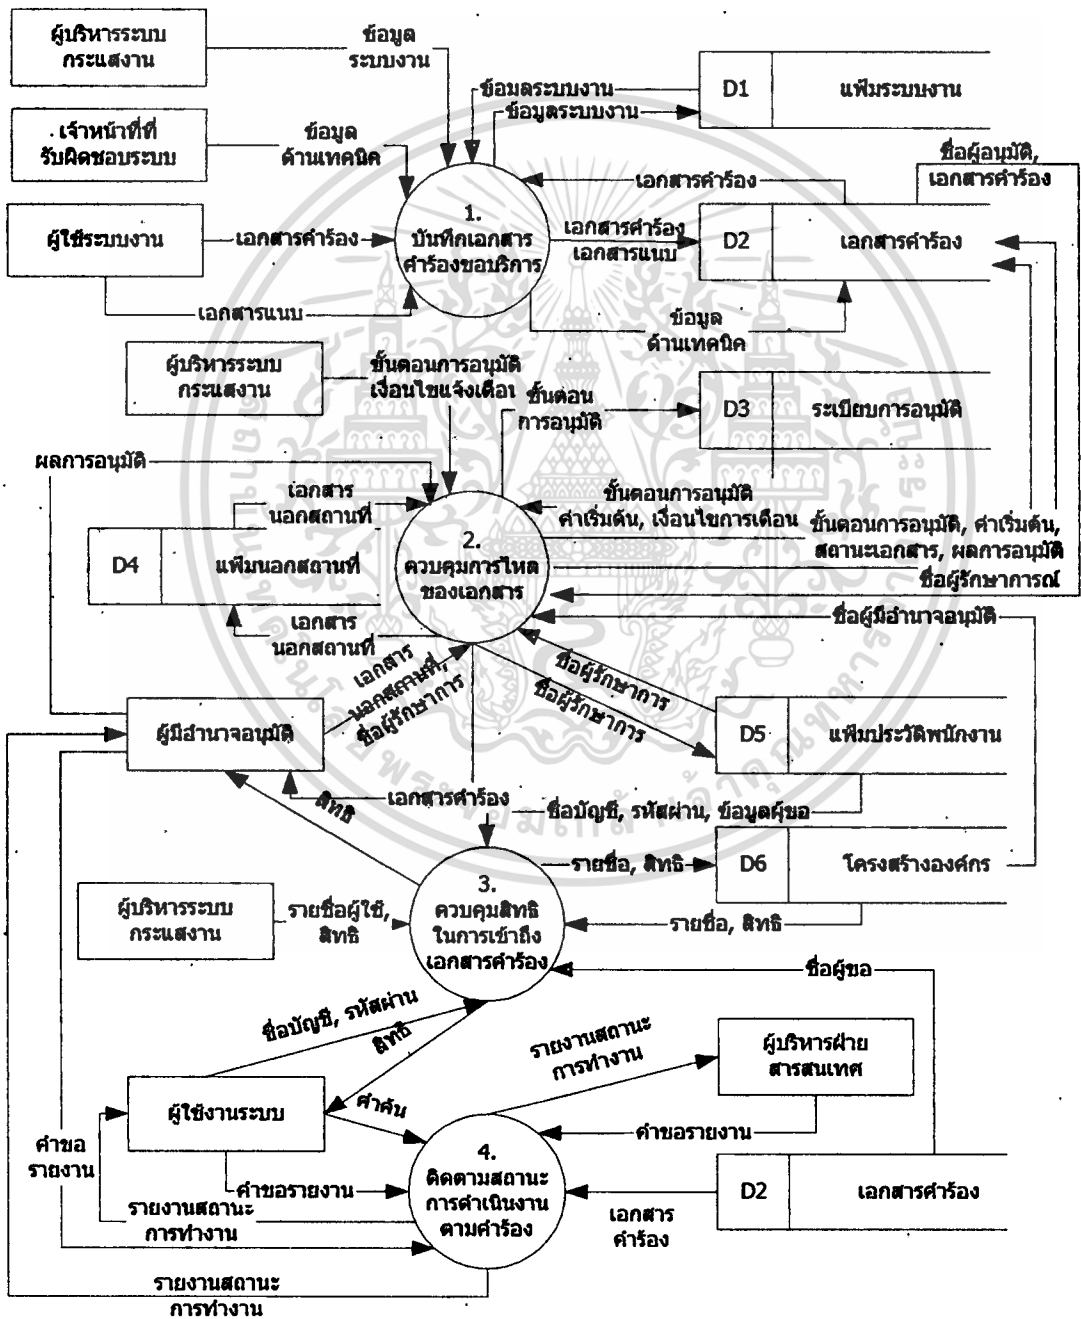 ผู้บริหารระบบ
กระแสงาน
ข้อมูล
ระบบงาน
ข้อมูลระบบงาน
ข้อมูลระบบงาน
D1
แฟ้มระบบงาน
เจ้าหน้าที่ที่
รับผิดชอบระบบ
ข้อมูล
ด้านเทคนิค
ชื่อผู้อนุมัติ,
เอกสารคำร้อง
เอกสารคำร้อง
ผู้ใช้ระบบงาน
เอกสารคำร้อง
1.
บันทึกเอกสาร
คำร้องขอบริการ
เอกสารคำร้อง
เอกสารแนบ
D2
เอกสารคำร้อง
เอกสารแนบ
ข้อมูล
ด้านเทคนิค
ผู้บริหารระบบ
กระแสงาน
ขั้นตอนการอนุมัติ
เงื่อนไขแจ้งเตือน
ขั้นตอน
การอนุมัติ
D3
ระเบียบการอนุมัติ
ผลการอนุมัติ
เอกสาร
นอกสถานที่
ขั้นตอนการอนุมัติ
ค่าเริ่มต้น, เงื่อนไขการเตือน
D4
แฟ้มนอกสถานที่
2.
ควบคุมการไหล
ของเอกสาร
ขั้นตอนการอนุมัติ, ค่าเริ่มต้น,
สถานะเอกสาร, ผลการอนุมัติ
ชื่อผู้รักษาการณ์
เอกสาร
นอกสถานที่
ชื่อผู้มีอำนาจอนุมัติ
เอกสาร
นอกสถานที่,
ชื่อผู้รักษาการ
ชื่อผู้รักษาการ
ชื่อผู้รักษาการ
ผู้มีอำนาจอนุมัติ
D5
แฟ้มประวัติพนักงาน
สิทธิ
เอกสารคำร้อง
ชื่อบัญชี, รหัสผ่าน, ข้อมูลผู้ขอ
รายชื่อ, สิทธิ
D6
โครงสร้างองค์กร
ผู้บริหารระบบ
กระแสงาน
รายชื่อผู้ใช้,
สิทธิ
3.
ควบคุมสิทธิ
ในการเข้าถึง
เอกสารคำร้อง
รายชื่อ, สิทธิ
ชื่อผู้ขอ
ชื่อบัญชี, รหัสผ่าน
สิทธิ
รายงานสถานะ
การทำงาน
ผู้บริหารฝ่าย
สารสนเทศ
ผู้ใช้งานระบบ
คำค้น
คำขอ
รายงาน
คำขอรายงาน
คำขอรายงาน
4.
ติดตามสถานะ
การดำเนินงาน
ตามคำร้อง
D2
เอกสารคำร้อง
รายงานสถานะ
การทำงาน
เอกสาร
คำร้อง
รายงานสถานะ
การทำงาน